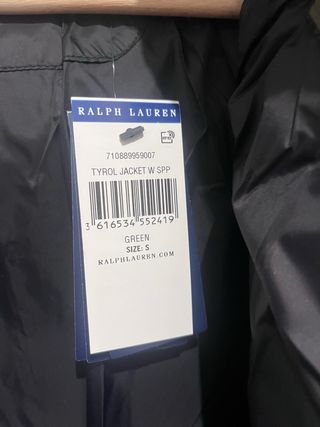 RALPH LAUREN
710889959007
TYROL JACKET W SPP
3 616534 552419
GREEN
SIZE: S
RALPHLAUREN.COM